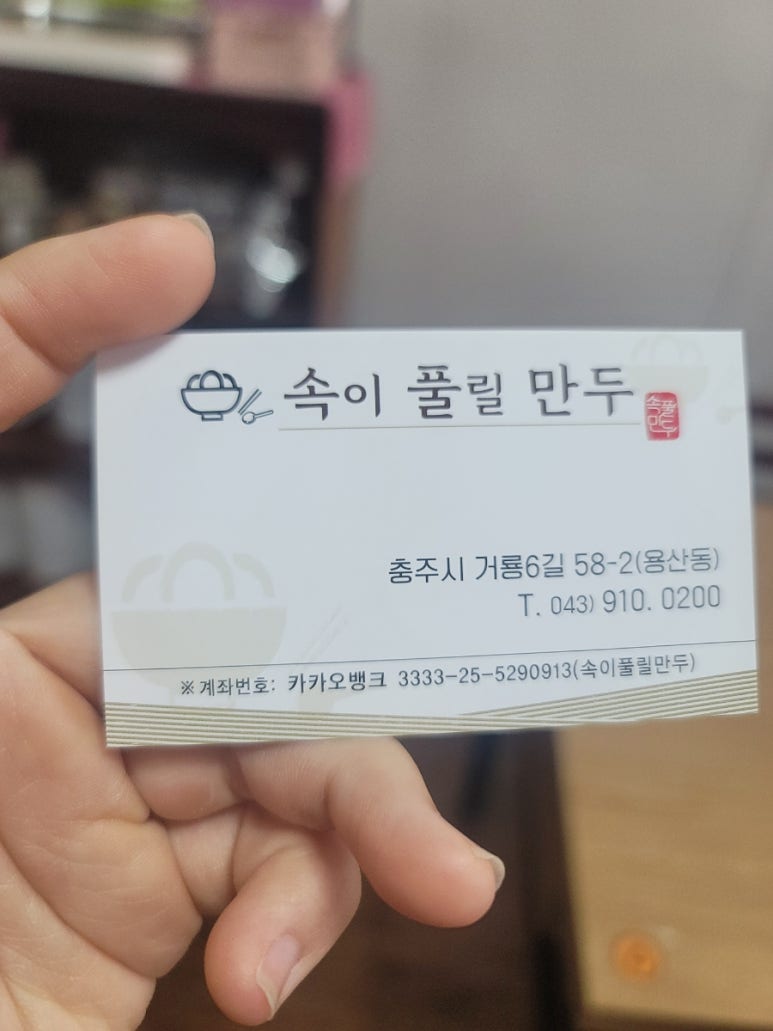 속이 풀릴 만두
속풀
만두
충주시 거룡6길 58-2(용산동)
T. 043) 910. 0200
※ 계좌번호: 카카오뱅크 3333-25-5290913(속이풀릴만두)